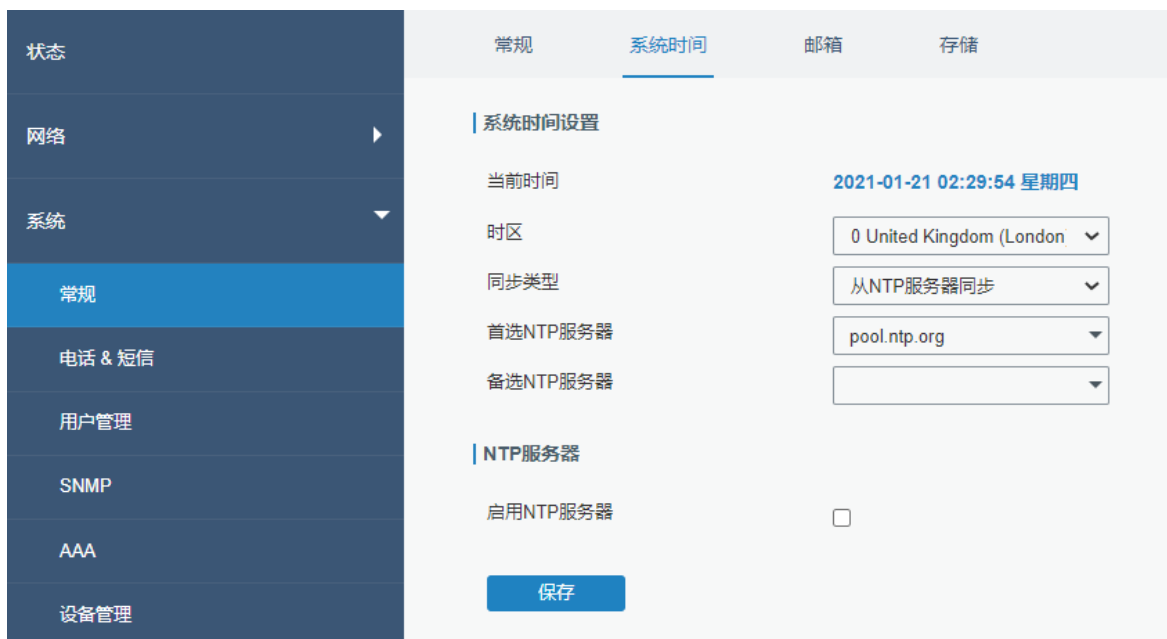 状态
网络
系统
常规
电话 & 短信
用户管理
SNMP
AAA
设备管理
常规 系统时间 邮箱 存储
系统时间设置
当前时间 2021-01-21 02:29:54 星期四
时区 0 United Kingdom (London)
同步类型 从NTP服务器同步
首选NTP服务器 pool.ntp.org
备选NTP服务器
NTP服务器
启用NTP服务器
保存